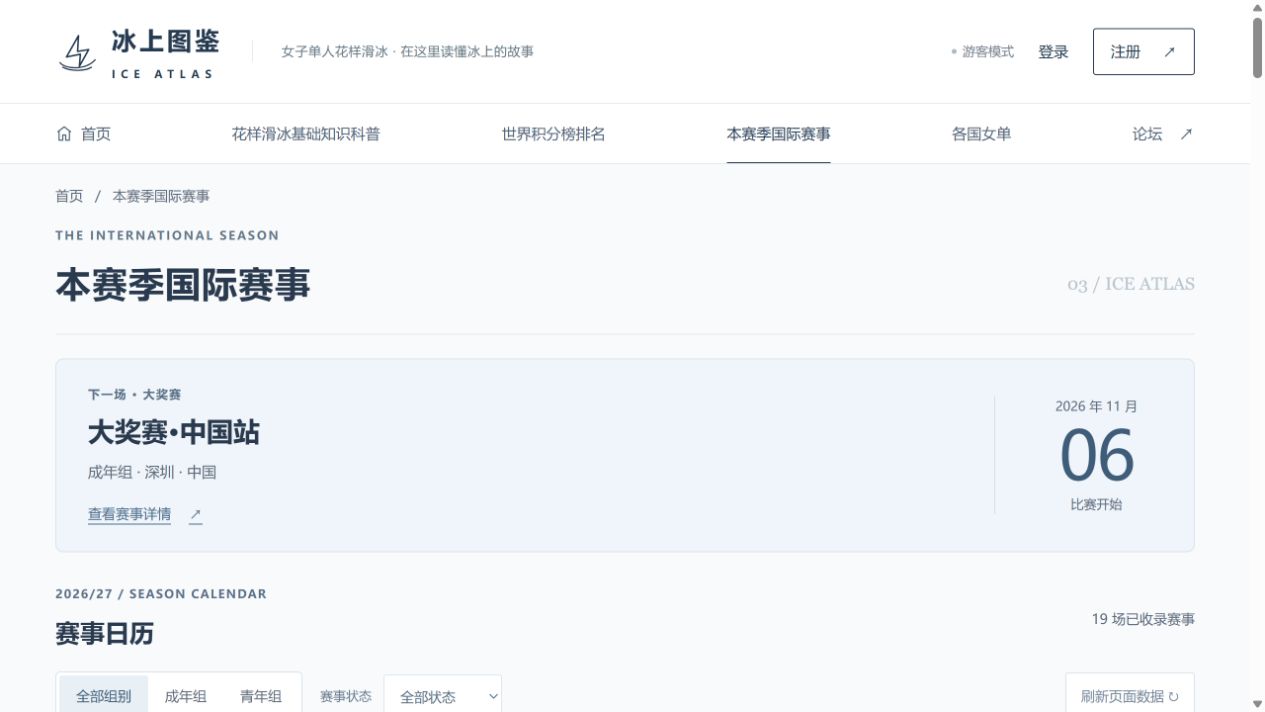 冰上图鉴
ICE ATLAS
女子单人花样滑冰 · 在这里读懂冰上的故事
游客模式
登录
注册 ↗
首页
花样滑冰基础知识科普
世界积分榜排名
本赛季国际赛事
各国女单
论坛 ↗
首页 / 本赛季国际赛事
THE INTERNATIONAL SEASON
本赛季国际赛事
03 / ICE ATLAS
下一场 • 大奖赛
大奖赛•中国站
成年组 · 深圳 · 中国
查看赛事详情 ↗
2026 年 11 月
06
比赛开始
2026/27 / SEASON CALENDAR
赛事日历
19 场已收录赛事
全部组别
成年组
青年组
赛事状态
全部状态
刷新页面数据 ↻